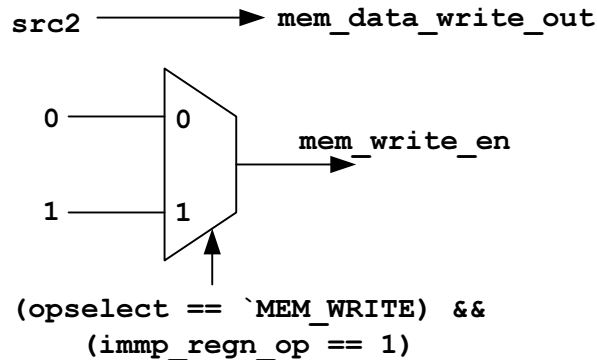 src2 mem_data_write_out
0 0
mem_write_en
1 1
(opselect == `MEM_WRITE) &&
(immp_regn_op == 1)